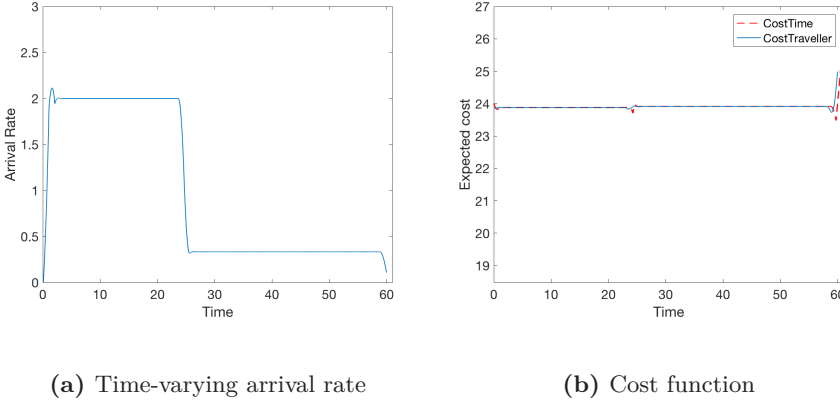 3
2.5
2
1.5
1
0.5
0
Arrival Rate
0 10 20 30 40 50 60
Time
27
26
25
24
23
22
21
20
19
Expected cost
CostTime
CostTraveller
0 10 20 30 40 50 60
Time
(a) Time-varying arrival rate
(b) Cost function